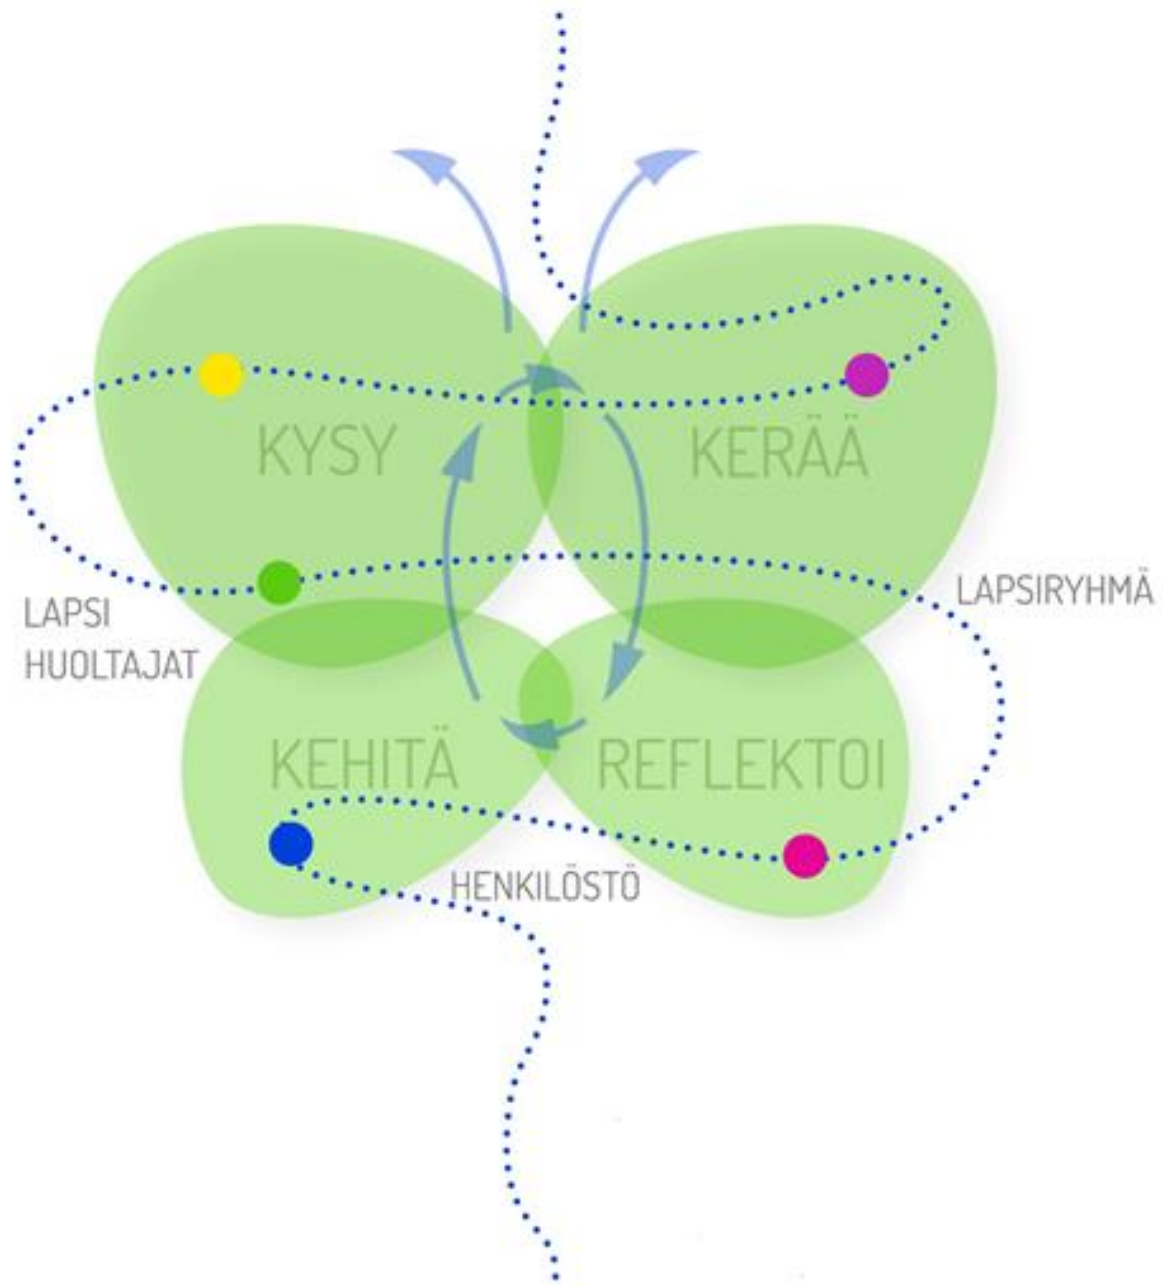 KYSY
KERÄÄ
LAPSI
HUOLTAJAT
LAPSIRYHMÄ
KEHITÄ
REFLEKTOI
HENKILÖSTÖ